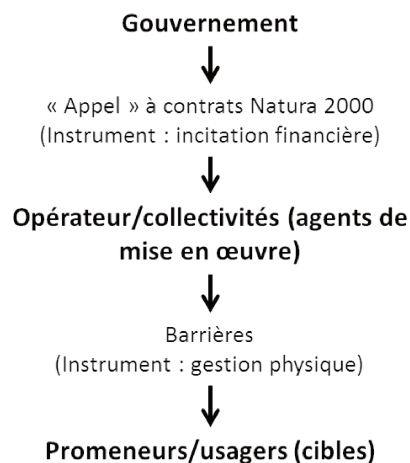 Gouvernement
« Appel » à contrats Natura 2000
(Instrument : incitation financière)
Opérateur/collectivités (agents de
mise en œuvre)
Barrières
(Instrument : gestion physique)
Promeneurs/usagers (cibles)